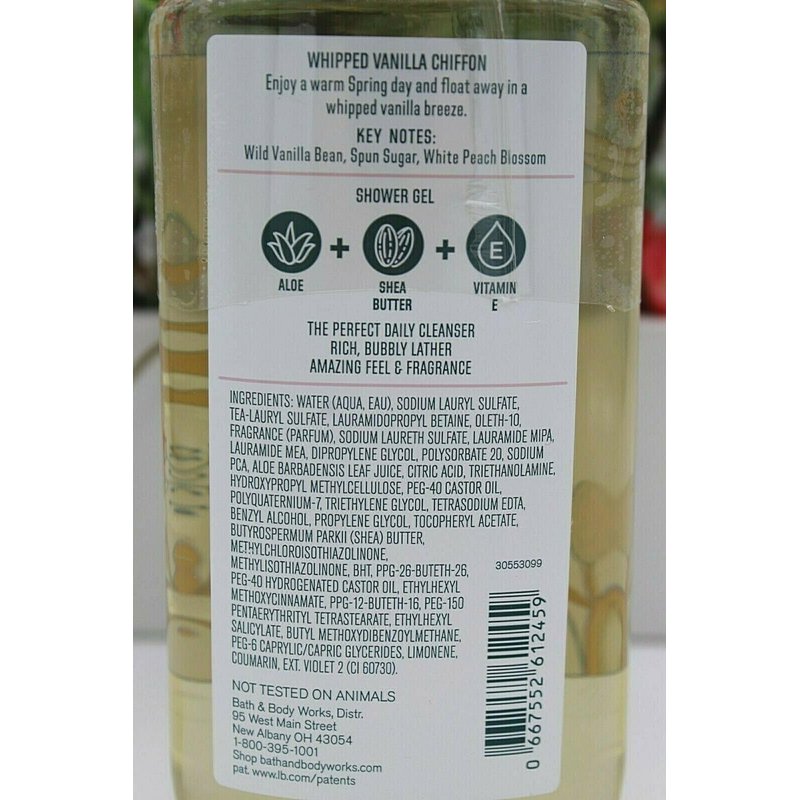 WHIPPED VANILLA CHIFFON
Enjoy a warm Spring day and float away in a
whipped vanilla breeze.
KEY NOTES:
Wild Vanilla Bean, Spun Sugar, White Peach Blossom
SHOWER GEL
E
ALOE
SHEA
BUTTER
VITAMIN
E
THE PERFECT DAILY CLEANSER
RICH, BUBBLY LATHER
AMAZING FEEL & FRAGRANCE
INGREDIENTS: WATER (AQUA, EAU), SODIUM LAURYL SULFATE,
TEA-LAURYL SULFATE, LAURAMIDOPROPYL BETAINE, OLETH-10,
FRAGRANCE (PARFUM), SODIUM LAURETH SULFATE, LAURAMIDE MIPA,
LAURAMIDE MEA, DIPROPYLENE GLYCOL, POLYSORBATE 20, SODIUM
PCA, ALOE BARBADENSIS LEAF JUICE, CITRIC ACID, TRIETHANOLAMINE,
HYDROXYPROPYL METHYLCELLULOSE, PEG-40 CASTOR OIL,
POLYQUATERNIUM-7, TRIETHYLENE GLYCOL, TETRASODIUM EDTA,
BENZYL ALCOHOL, PROPYLENE GLYCOL, TOCOPHERYL ACETATE,
BUTYROSPERMUM PARKII (SHEA) BUTTER,
METHYLCHLOROISOTHIAZOLINONE,
METHYLISOTHIAZOLINONE, BHT, PPG-26-BUTETH-26,
PEG-40 HYDROGENATED CASTOR OIL, ETHYLHEXYL
METHOXYCINNAMATE, PPG-12-BUTETH-16, PEG-150
PENTAERYTHRITYL TETRASTEARATE, ETHYLHEXYL
SALICYLATE, BUTYL METHOXYDIBENZOYLMETHANE,
PEG-6 CAPRYLIC/CAPRIC GLYCERIDES, LIMONENE,
COUMARIN, EXT. VIOLET 2 (CI 60730).
30553099
0 667552 612459
NOT TESTED ON ANIMALS
Bath & Body Works, Distr.
95 West Main Street
New Albany OH 43054
1-800-395-1001
Shop bathandbodyworks.com
pat. www.lb.com/patents